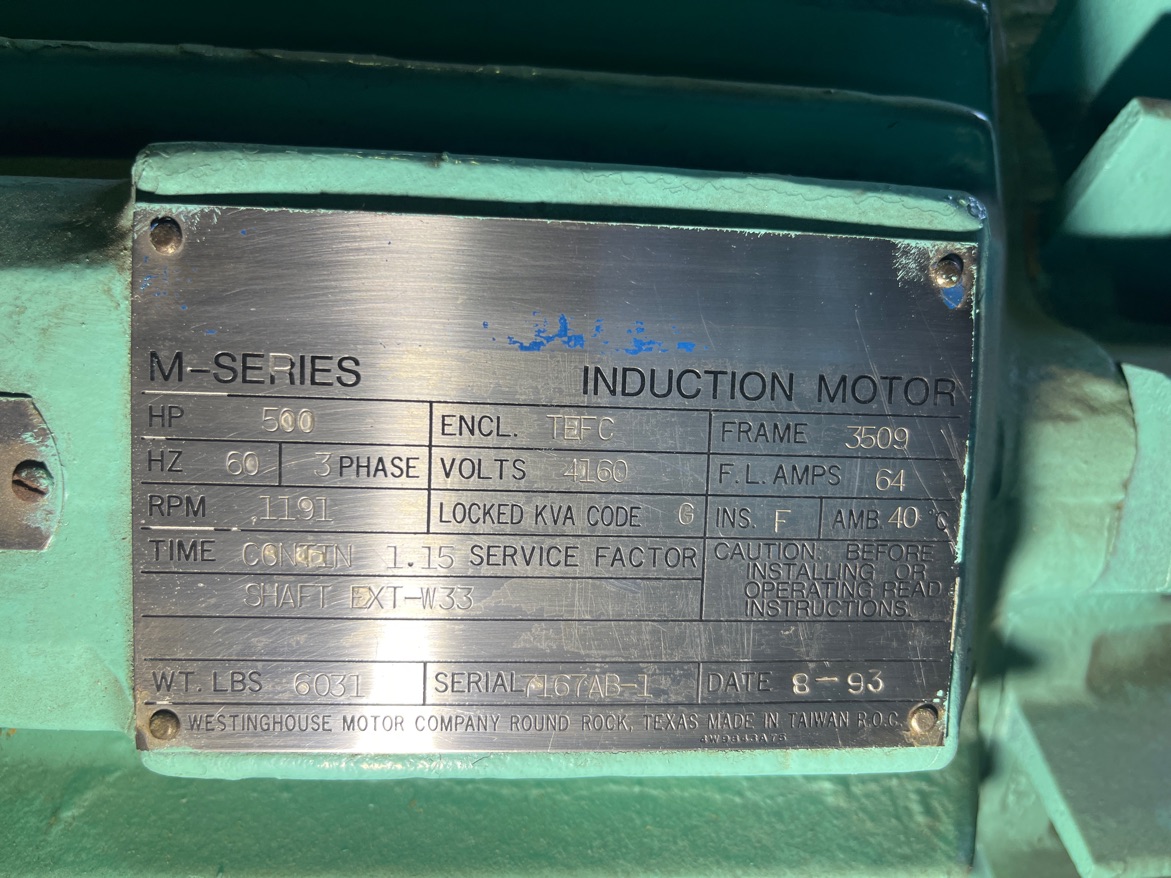 M-SERIES INDUCTION MOTOR
HP 500 ENCL. TEFC FRAME 3509
HZ 60 3 PHASE VOLTS 4160 F.L. AMPS 64
RPM 1191 LOCKED KVA CODE G INS. F AMB. 40 °C
TIME CONTIN 1.15 SERVICE FACTOR
CAUTION: BEFORE
INSTALLING OR
OPERATING READ
INSTRUCTIONS.
SHAFT EXT-W33
WT. LBS 6031 SERIAL 7167AB-1 DATE 8-93
WESTINGHOUSE MOTOR COMPANY ROUND ROCK, TEXAS MADE IN TAIWAN R.O.C.